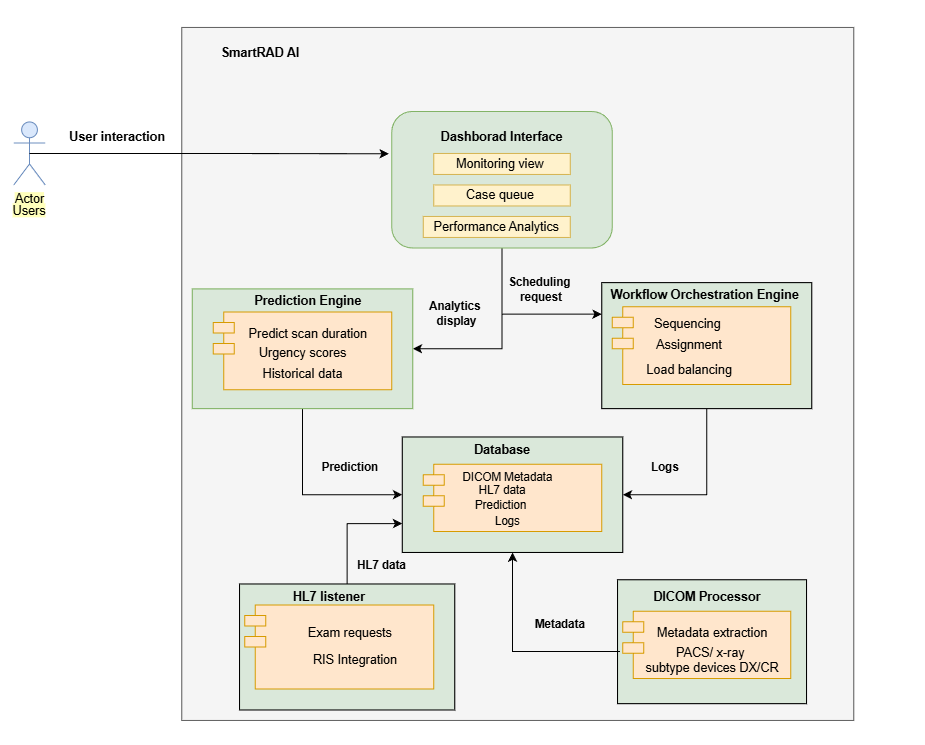 SmartRAD AI
User interaction
Actor
Users
Dashborad Interface
Monitoring view
Case queue
Performance Analytics
Scheduling
request
Analytics
display
Prediction Engine
Predict scan duration
Urgency scores
Historical data
Workflow Orchestration Engine
Sequencing
Assignment
Load balancing
Prediction
Database
DICOM Metadata
HL7 data
Prediction
Logs
Logs
HL7 data
HL7 listener
Exam requests
RIS Integration
Metadata
DICOM Processor
Metadata extraction
PACS/ x-ray
subtype devices DX/CR